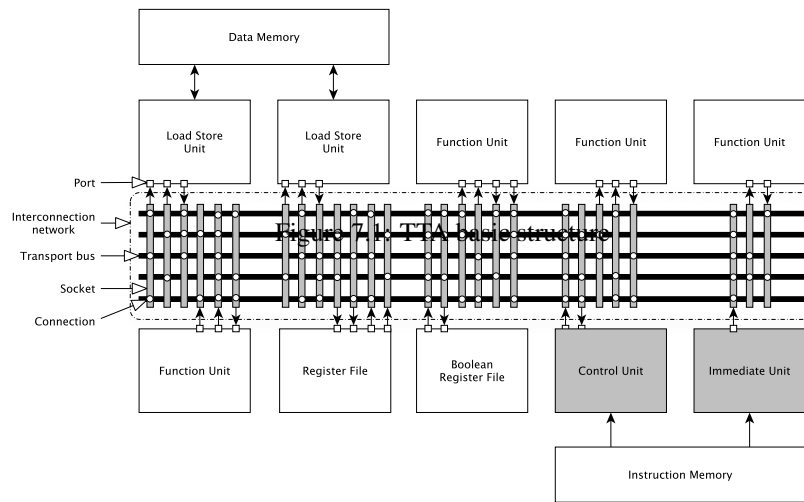 Data Memory
Load Store
Unit
Load Store
Unit
Function Unit
Function Unit
Function Unit
Port
Interconnection
network
Figure 7.1: TTA basic structure
Transport bus
Socket
Connection
Function Unit
Register File
Boolean
Register File
Control Unit
Immediate Unit
Instruction Memory